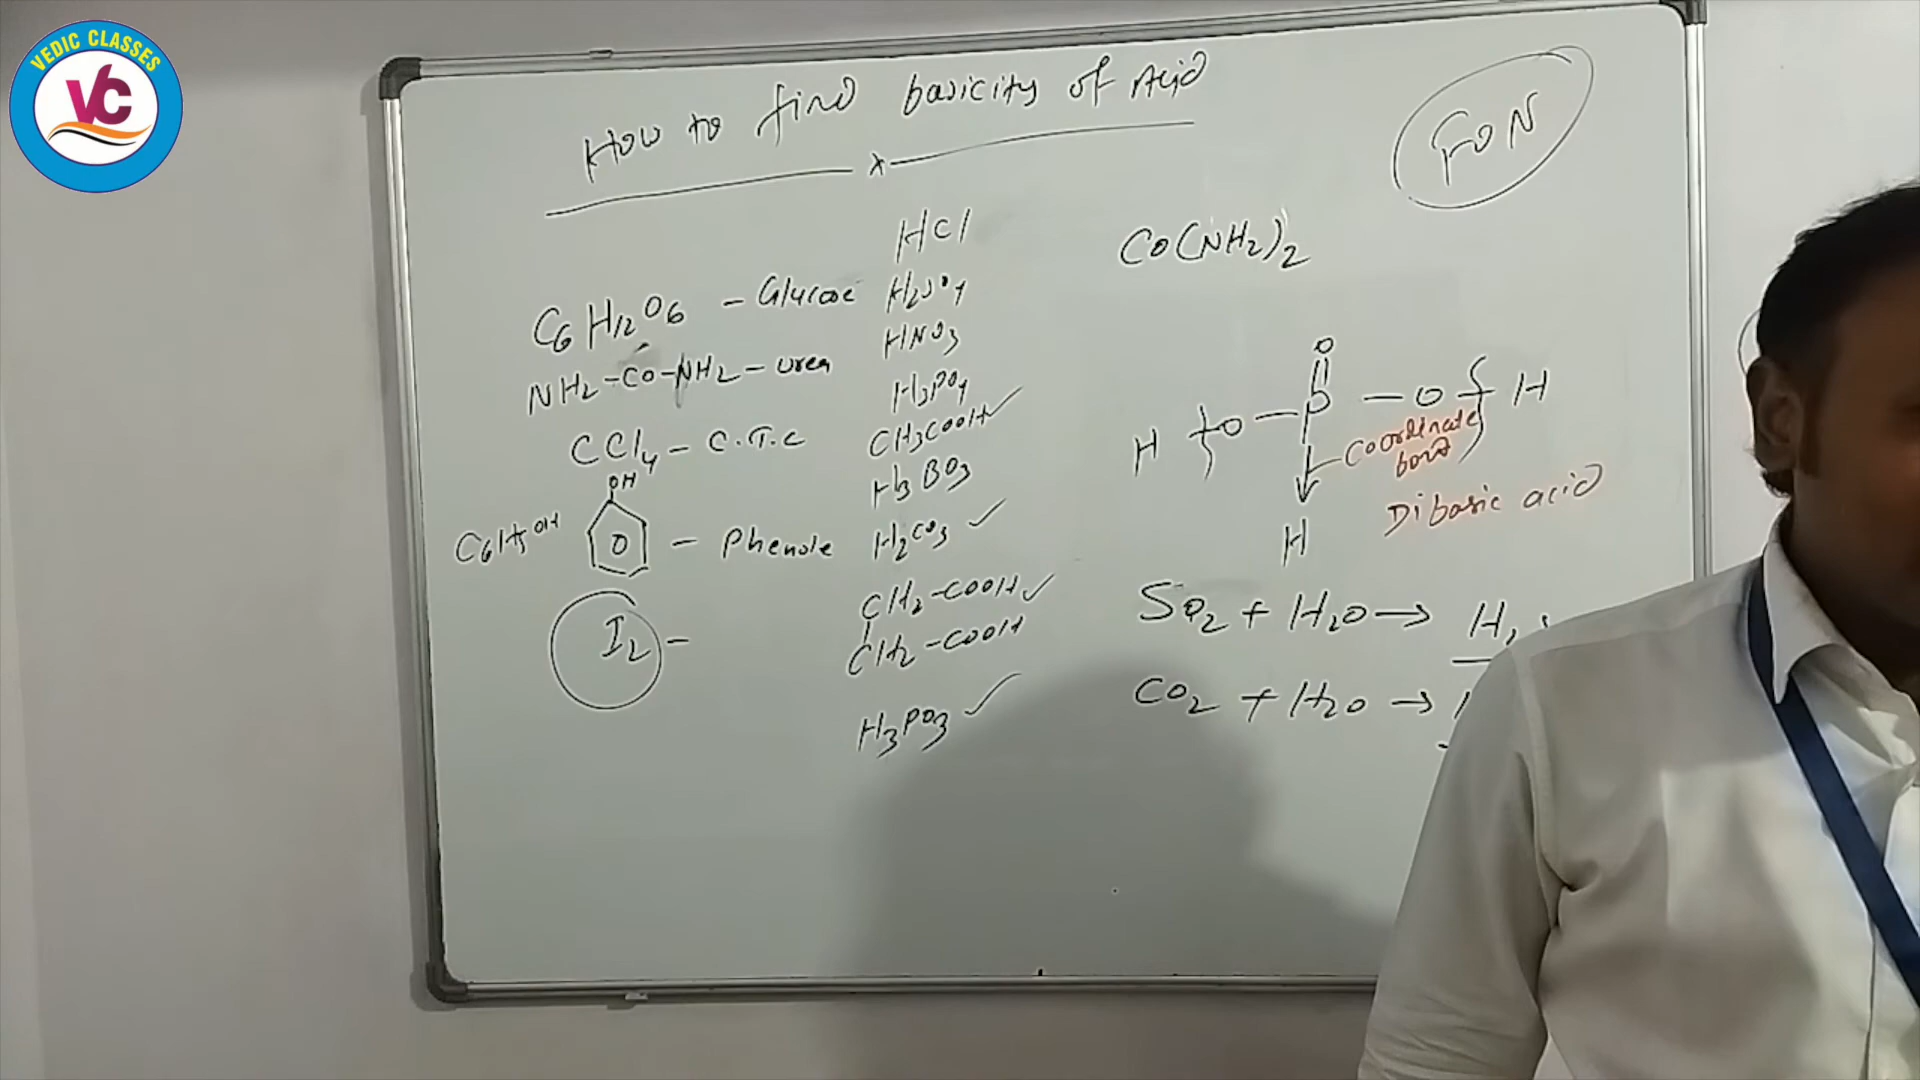 VEDIC CLASSES
VC
How to find basicity of Acid
x
FON
C6H12O6 - Glucose
NH2-CO-NH2 - urea
CCl4 - C.T.C
OH
C6H5OH
O - Phenole
I2 -
HCl
H2SO4
HNO3
H3PO4
CH3COOH ✓
H3BO3
H2CO3 ✓
CH2-COOH ✓
CH2-COOH
H3PO3 ✓
CO(NH2)2
O
H O - P - O H
Coordinate
bond
H
Dibasic acid
SO2 + H2O →
CO2 + H2O →